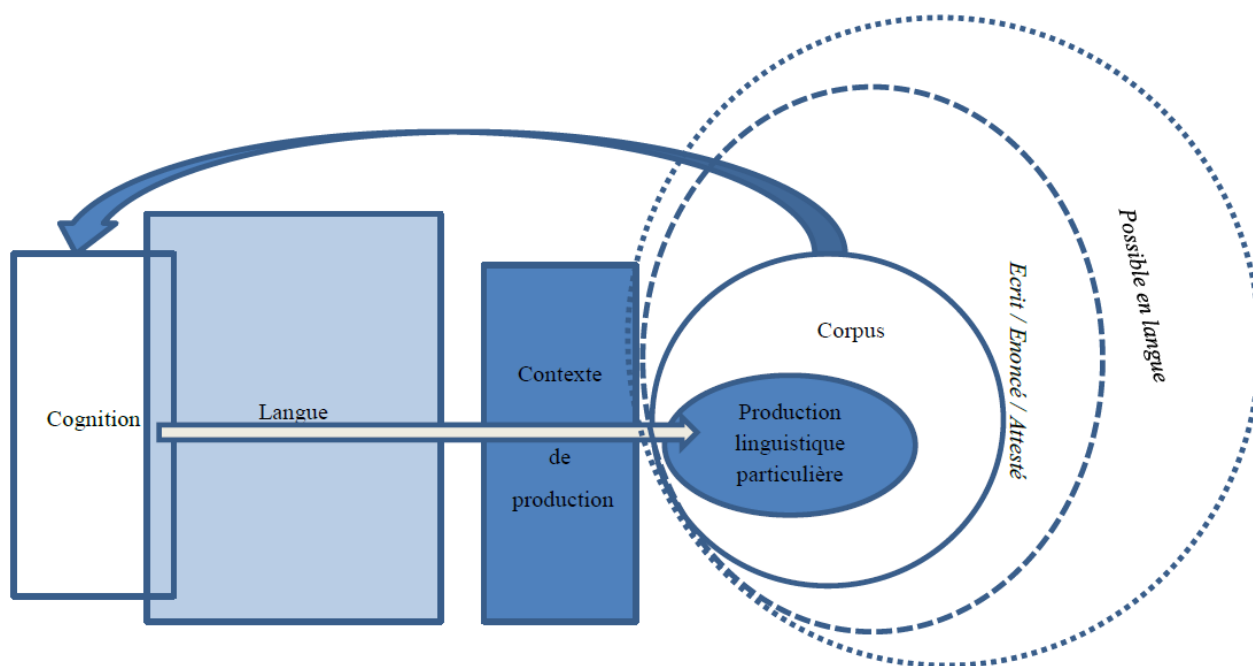 Cognition
Langue
Contexte
de
production
Corpus
Production
linguistique
particulière
Ecrit / Enoncé / Attesté
Possible en langue